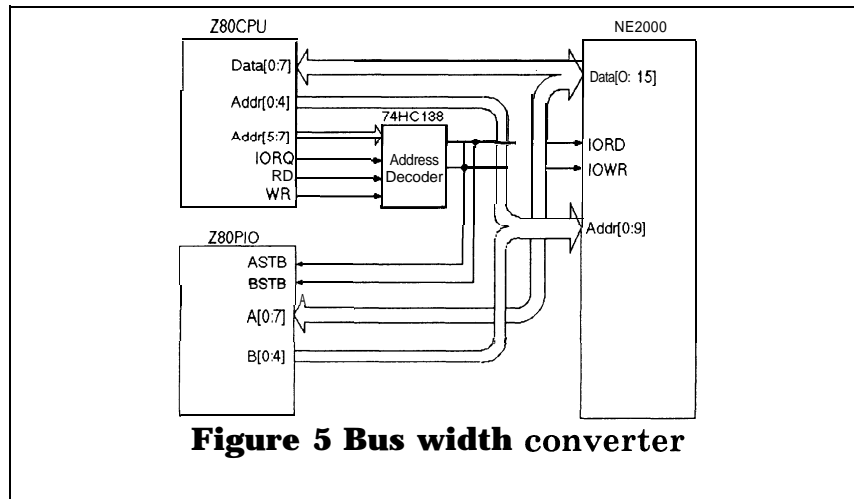 Z80CPU
NE2000
Data[0:7]
Data[O: 15]
Addr[0:4]
74HC138
Addr[5:7]
IORQ
Address
IORD
RD
Decoder
IOWR
WR
Addr[0:9]
Z80PIO
ASTB
BSTB
A
A[0:7]
B[0:4]
Figure 5 Bus width converter